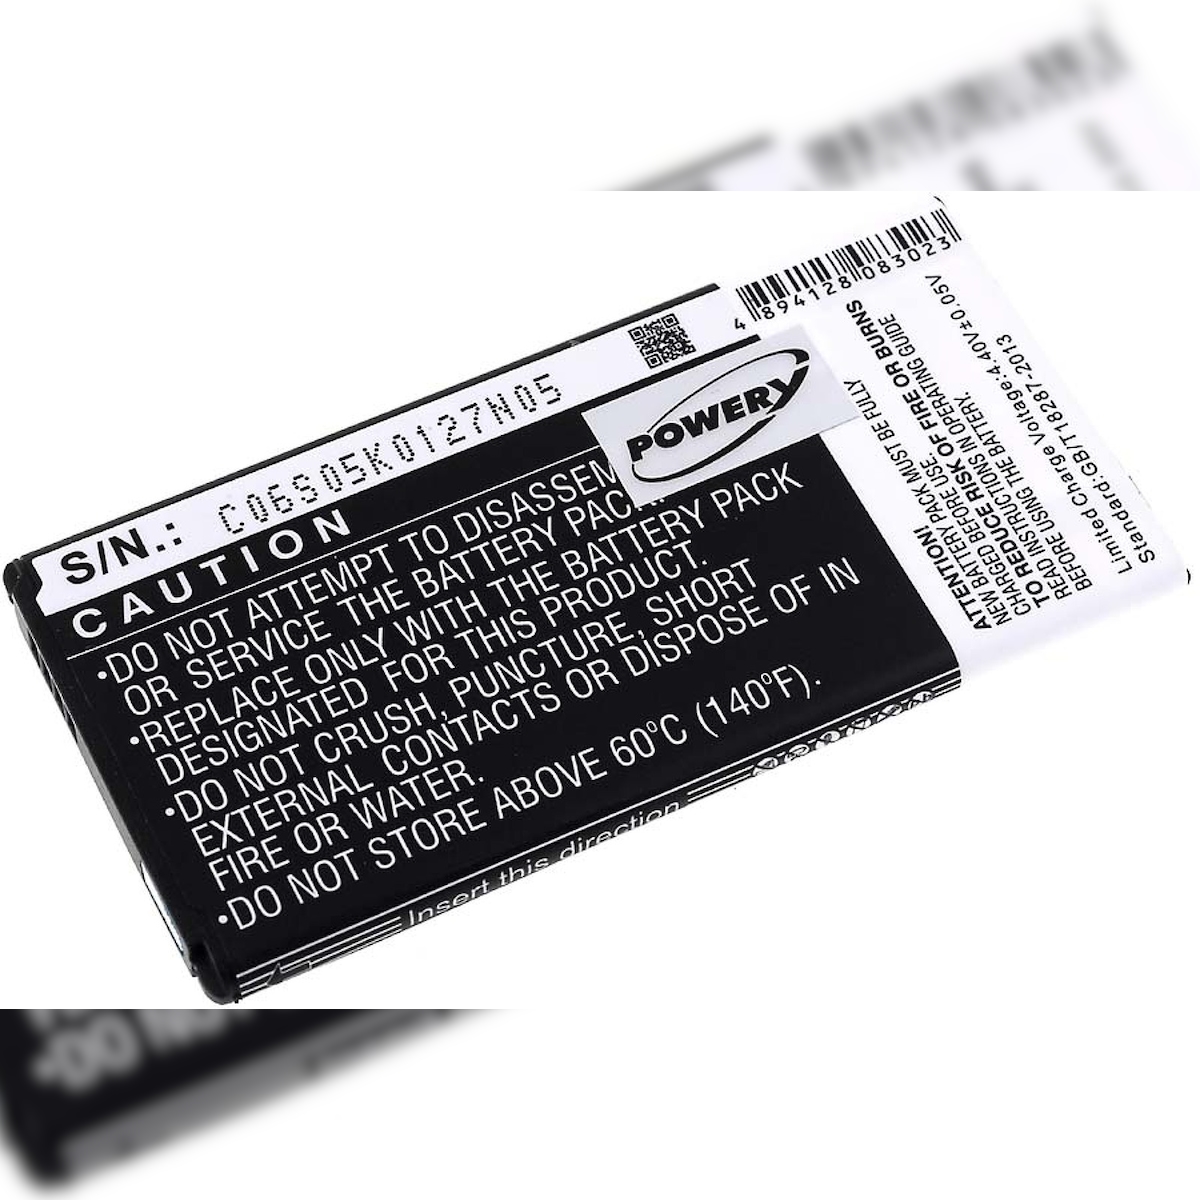 S/N.: C06S05K0127N05
4 894128 083023
POWERY
CAUTION
·DO NOT ATTEMPT TO DISASSEM
OR SERVICE THE BATTERY PACK.
·REPLACE ONLY WITH THE BATTERY PACK
DESIGNATED FOR THIS PRODUCT.
·DO NOT CRUSH, PUNCTURE, SHORT
EXTERNAL CONTACTS OR DISPOSE OF IN
FIRE OR WATER.
·DO NOT STORE ABOVE 60°C (140°F).
Insert this direction
ATTENTION!
NEW BATTERY PACK MUST BE FULLY
CHARGED BEFORE USE.
TO REDUCE RISK OF FIRE OR BURNS
READ INSTRUCTIONS IN OPERATING GUIDE
BEFORE USING THE BATTERY.
Limited Charge Voltage:4.40V±0.05V
Standard:GB/T18287-2013